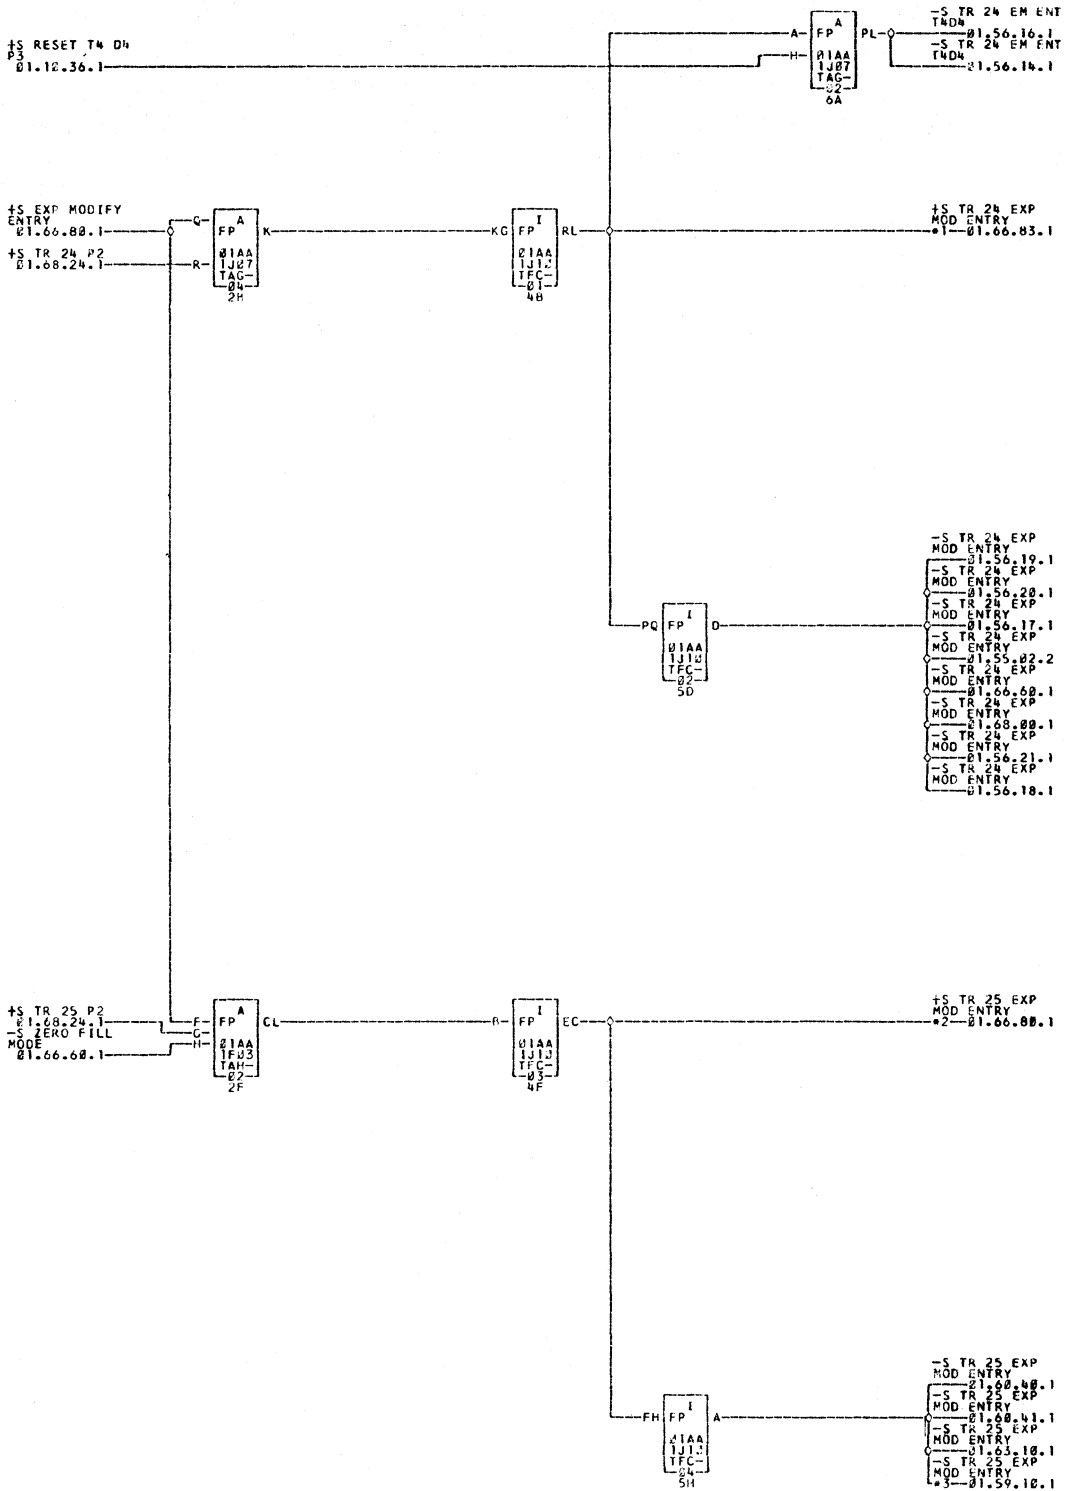 -S TR 24 EM ENT
T4D4
01.56.16.1
-S TR 24 EM ENT
T4D4
01.56.14.1
+S RESET T4 D4
P3
01.10.36.1
A
A FP PL
H 01AA
1J07
TAG-
02
6A
+S EXP MODIFY
ENTRY
01.66.80.1
+S TR 24 P2
01.68.24.1
A
Q FP K
R 01AA
1J07
TAG-
04
2B
I
KG FP RL
01AA
1J10
TFC-
01
4B
+S TR 24 EXP
MOD ENTRY
*1 01.66.83.1
I
PQ FP D
01AA
1J10
TFC-
02
5D
-S TR 24 EXP
MOD ENTRY
01.56.19.1
-S TR 24 EXP
MOD ENTRY
01.56.20.1
-S TR 24 EXP
MOD ENTRY
01.56.17.1
-S TR 24 EXP
MOD ENTRY
01.55.02.2
-S TR 24 EXP
MOD ENTRY
01.66.60.1
-S TR 24 EXP
MOD ENTRY
01.68.00.1
-S TR 24 EXP
MOD ENTRY
01.56.21.1
-S TR 24 EXP
MOD ENTRY
01.56.18.1
+S TR 25 P2
01.68.24.1
-S ZERO FILL
MODE
01.66.60.1
A
F FP CL
G
H 01AA
1F03
TAH-
02
2F
I
B FP EC
01AA
1J10
TFC-
03
4F
+S TR 25 EXP
MOD ENTRY
*2 01.66.80.1
I
FH FP A
01AA
1J10
TFC-
04
5H
-S TR 25 EXP
MOD ENTRY
01.60.40.1
-S TR 25 EXP
MOD ENTRY
01.60.41.1
-S TR 25 EXP
MOD ENTRY
01.63.10.1
-S TR 25 EXP
MOD ENTRY
*3 01.59.10.1